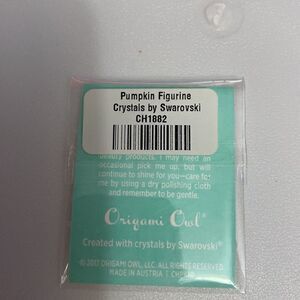 Pumpkin Figurine
Crystals by Swarovski
CH1882
beauty products. I may need an
occasional pick me up, but will
continue to shine for you—care for
me by using a dry polishing cloth
and remember to be gentle.
Origami Owl®
Created with crystals by Swarovski®
© 2017 ORIGAMI OWL, LLC. ALL RIGHTS RESERVED.
MADE IN AUSTRIA |